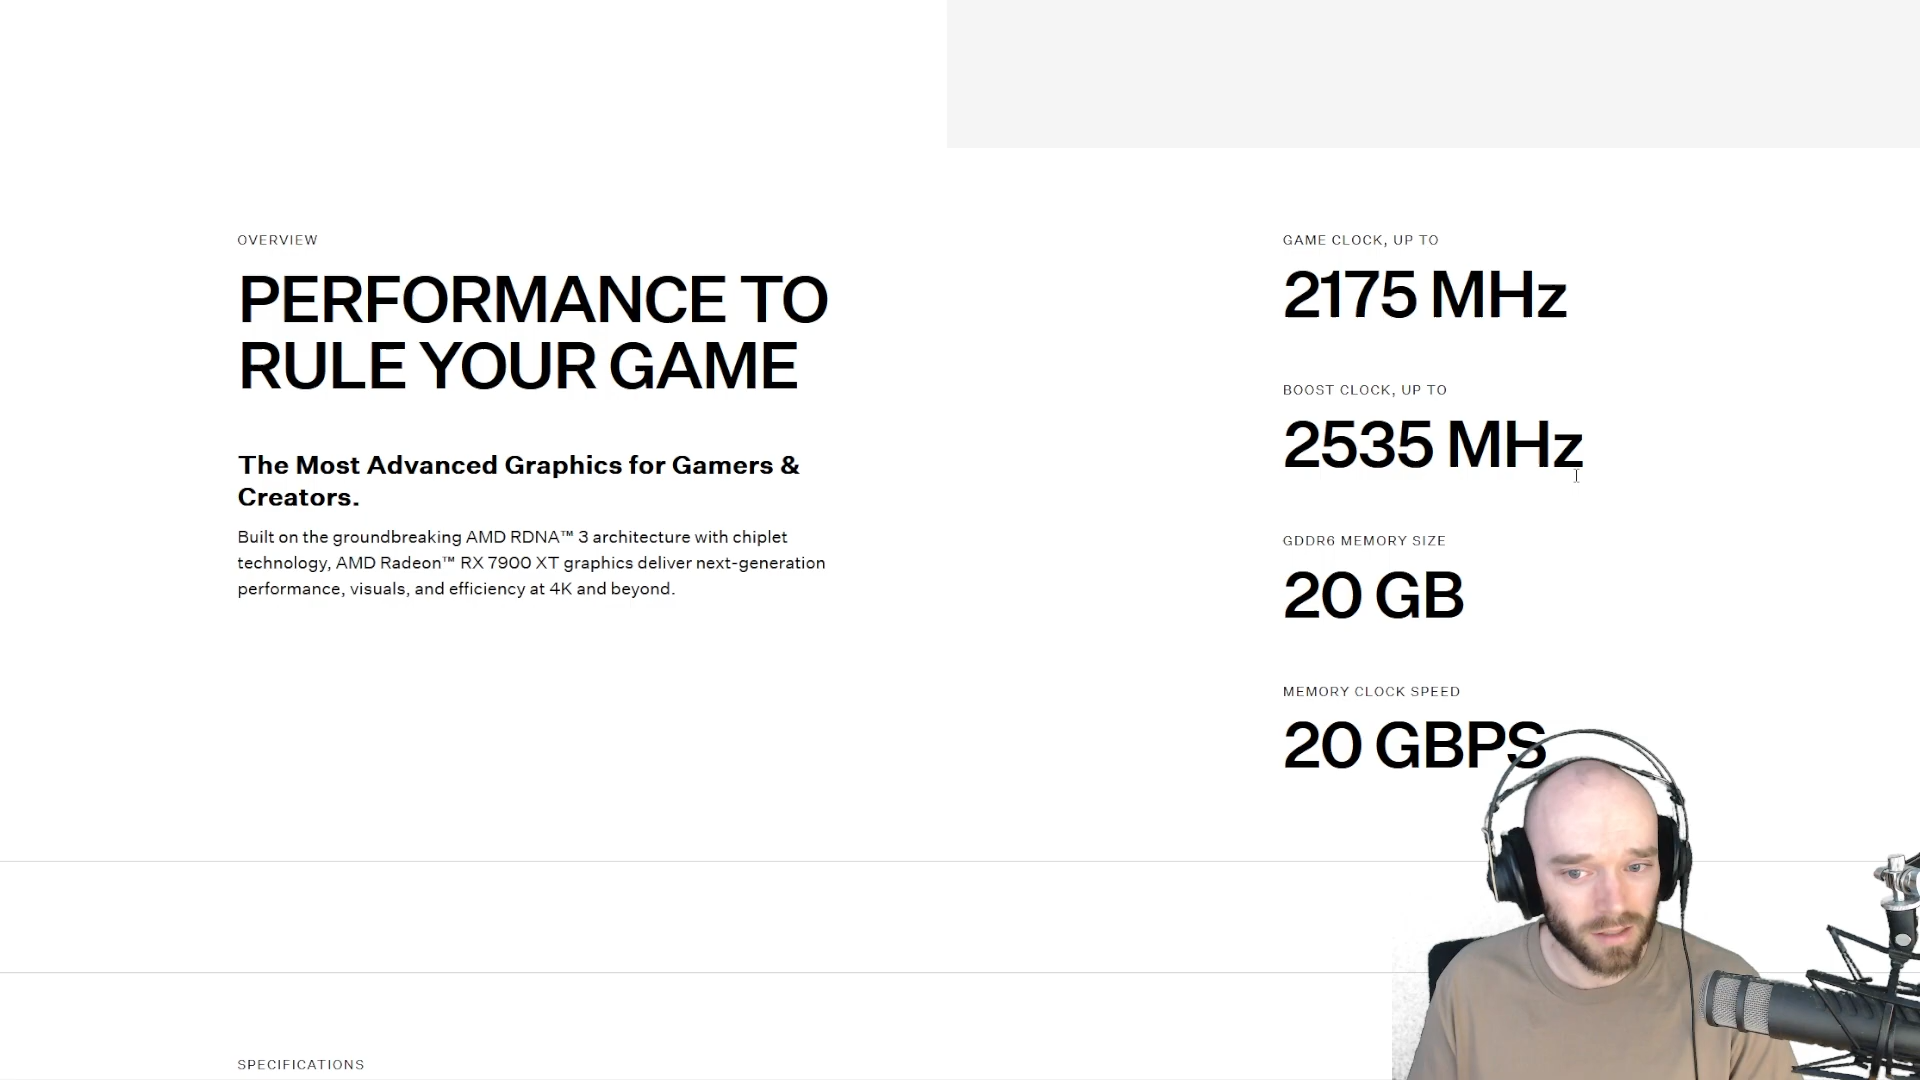 OVERVIEW
PERFORMANCE TO
RULE YOUR GAME
The Most Advanced Graphics for Gamers &
Creators.
Built on the groundbreaking AMD RDNA™ 3 architecture with chiplet
technology, AMD Radeon™ RX 7900 XT graphics deliver next-generation
performance, visuals, and efficiency at 4K and beyond.
GAME CLOCK, UP TO
2175 MHz
BOOST CLOCK, UP TO
2535 MHz
GDDR6 MEMORY SIZE
20 GB
MEMORY CLOCK SPEED
20 GBPS
SPECIFICATIONS